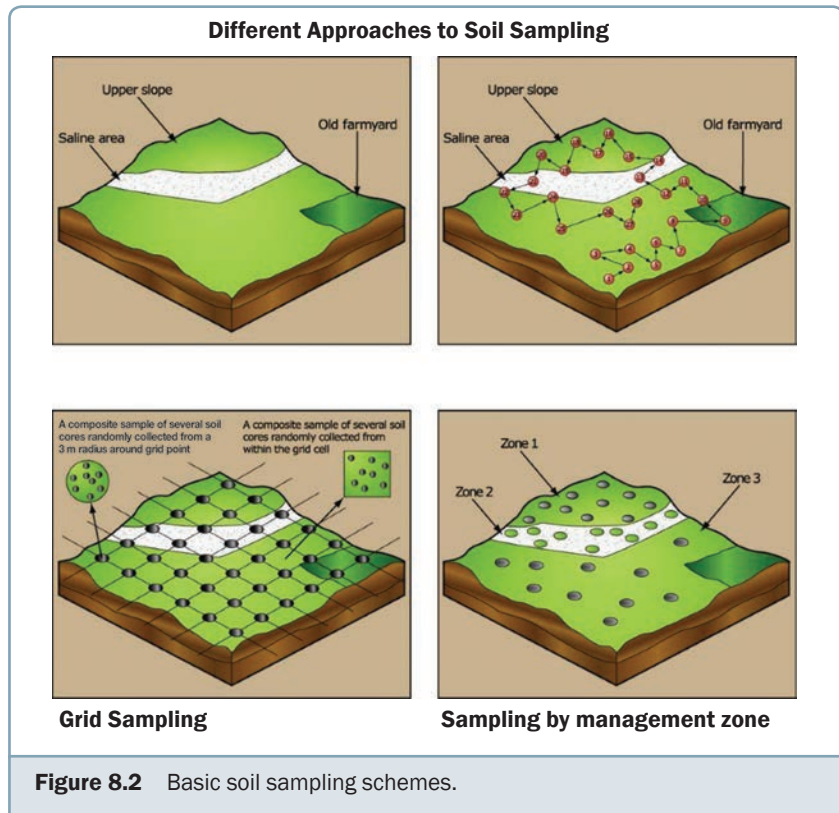 Different Approaches to Soil Sampling
Upper slope
Saline area
Old farmyard
Upper slope
Saline area
Old farmyard
A composite sample of several soil
cores randomly collected from a
3 m radius around grid point
A composite sample of several soil
cores randomly collected from
within the grid cell
Zone 1
Zone 2
Zone 3
Grid Sampling
Sampling by management zone
Figure 8.2 Basic soil sampling schemes.